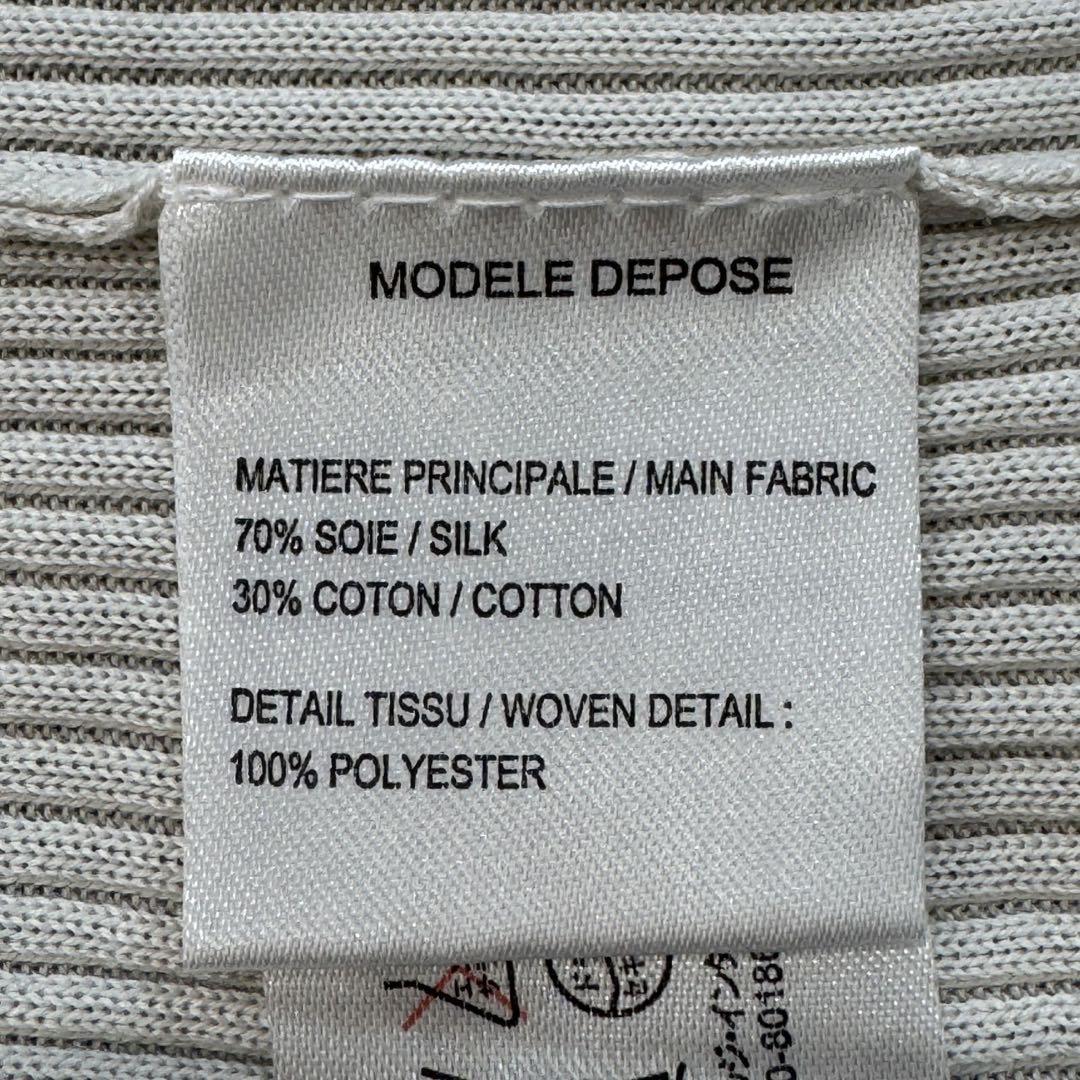 MODELE DEPOSE
MATIERE PRINCIPALE / MAIN FABRIC
70% SOIE / SILK
30% COTON / COTTON
DETAIL TISSU / WOVEN DETAIL :
100% POLYESTER